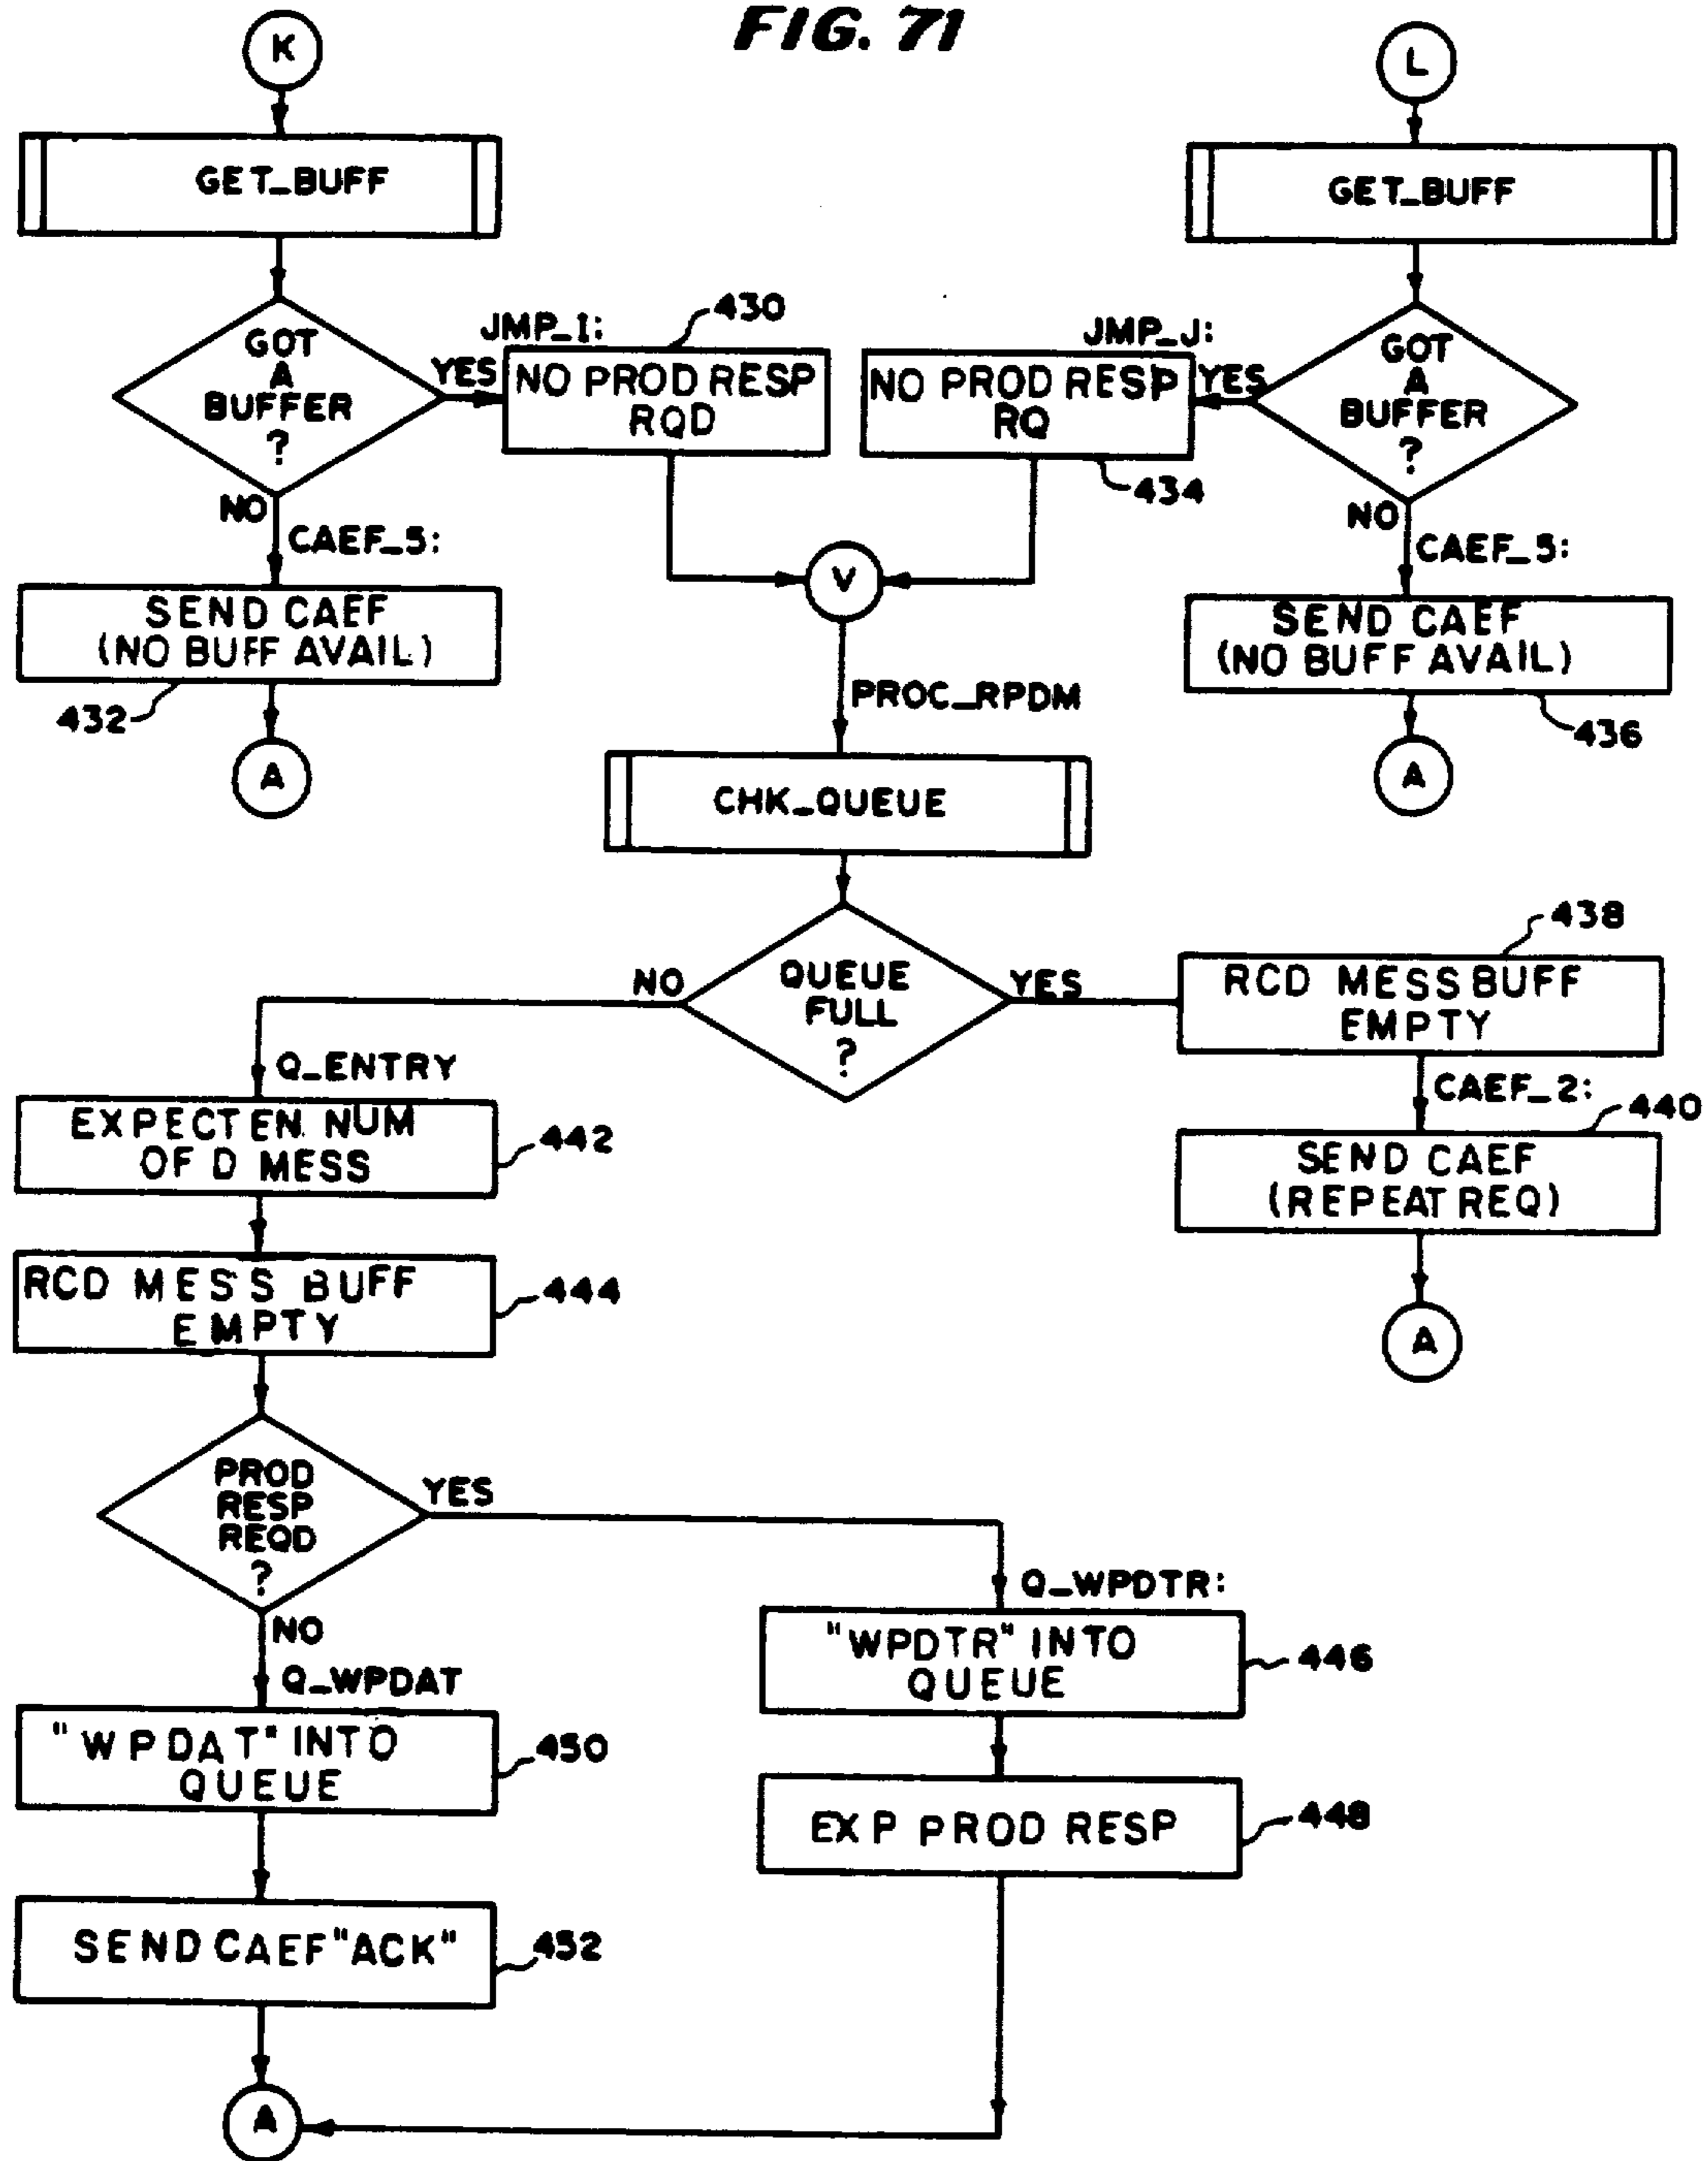 FIG. 71
K
L
GET_BUFF
GET_BUFF
GOT
A
BUFFER
?
YES
NO
JMP_I:
430
NO PROD RESP
RQD
JMP_J:
NO PROD RESP
RQ
434
YES
GOT
A
BUFFER
?
NO
CAEF_5:
SEND CAEF
(NO BUFF AVAIL)
432
A
V
PROC_RPDM
CAEF_5:
SEND CAEF
(NO BUFF AVAIL)
436
A
CHK_QUEUE
QUEUE
FULL
?
NO
YES
438
RCD MESS BUFF
EMPTY
CAEF_2:
440
SEND CAEF
(REPEAT REQ)
A
Q_ENTRY
EXPECTEN NUM
OF D MESS
442
RCD MESS BUFF
EMPTY
444
PROD
RESP
REQD
?
YES
NO
Q_WPDTR:
"WPDTR" INTO
QUEUE
446
EXP PROD RESP
448
Q_WPDAT
"WPDAT" INTO
QUEUE
450
SEND CAEF "ACK"
452
A